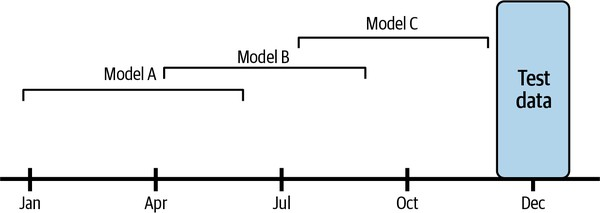 Model C
Model B
Model A
Test
data
Jan
Apr
Jul
Oct
Dec